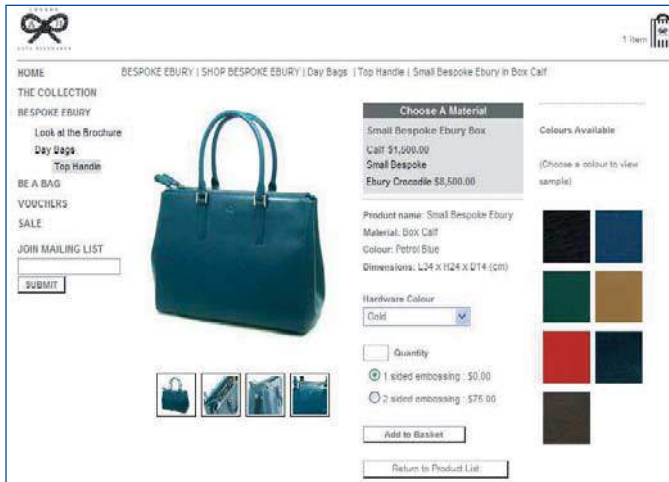 1 Item
HOME
THE COLLECTION
BESPOKE EBURY
Look at the Brochure
Day Bags
Top Handle
BE A BAG
VOUCHERS
SALE
JOIN MAILING LIST
SUBMIT
BESPOKE EBURY | SHOP BESPOKE EBURY | Day Bags | Top Handle | Small Bespoke Ebury in Box Calf
Choose A Material
Small Bespoke Ebury Box
Calf $1,500.00
Small Bespoke
Ebury Crocodile $8,500.00
Product name: Small Bespoke Ebury
Material: Box Calf
Colour: Petrol Blue
Dimensions: L34 x H24 x D14 (cm)
Hardware Colour
Gold
Quantity
1 sided embossing : $0.00
2 sided embossing : $75.00
Add to Basket
Return to Product List
Colours Available
(Choose a colour to view
sample)